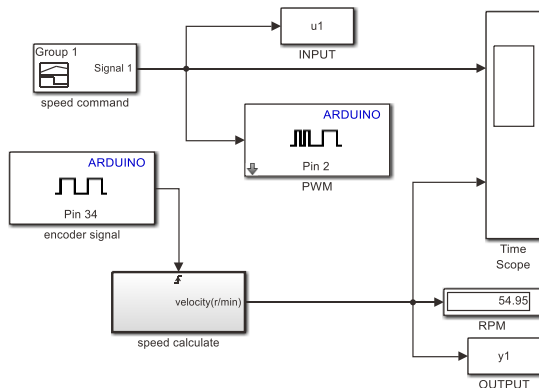 u1
INPUT
Group 1
Signal 1
speed command
ARDUINO
Pin 2
PWM
ARDUINO
Pin 34
encoder signal
Time
Scope
velocity(r/min)
speed calculate
54.95
RPM
y1
OUTPUT